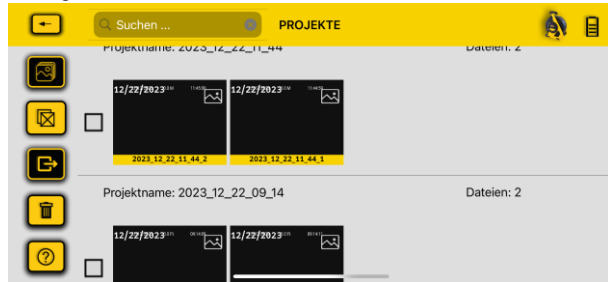 Suchen ... PROJEKTE
Projektname: 2023_12_22_11_44 Dateien: 2
12/22/2023 12/22/2023
2023_12_22_11_44_2 2023_12_22_11_44_1
Projektname: 2023_12_22_09_14 Dateien: 2
12/22/2023 12/22/2023